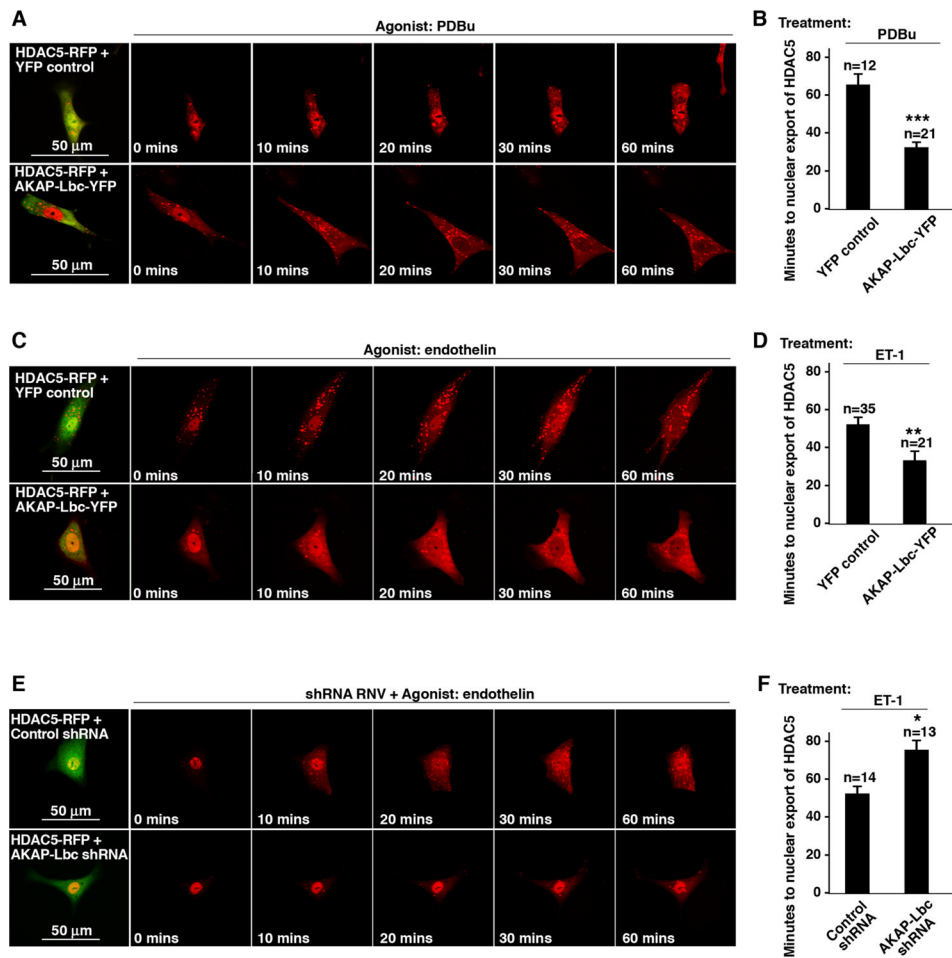 A
Agonist: PDBu
HDAC5-RFP +
YFP control
50 µm
0 mins
10 mins
20 mins
30 mins
60 mins
HDAC5-RFP +
AKAP-Lbc-YFP
50 µm
0 mins
10 mins
20 mins
30 mins
60 mins
B
Treatment:
PDBu
Minutes to nuclear export of HDAC5
80
60
40
20
0
n=12
***
n=21
YFP control
AKAP-Lbc-YFP
C
Agonist: endothelin
HDAC5-RFP +
YFP control
50 µm
0 mins
10 mins
20 mins
30 mins
60 mins
HDAC5-RFP +
AKAP-Lbc-YFP
50 µm
0 mins
10 mins
20 mins
30 mins
60 mins
D
Treatment:
ET-1
Minutes to nuclear export of HDAC5
80
60
40
20
0
n=35
**
n=21
YFP control
AKAP-Lbc-YFP
E
shRNA RNV + Agonist: endothelin
HDAC5-RFP +
Control shRNA
50 µm
0 mins
10 mins
20 mins
30 mins
60 mins
HDAC5-RFP +
AKAP-Lbc shRNA
50 µm
0 mins
10 mins
20 mins
30 mins
60 mins
F
Treatment:
ET-1
Minutes to nuclear export of HDAC5
80
60
40
20
0
n=14
*
n=13
Control
shRNA
AKAP-Lbc
shRNA